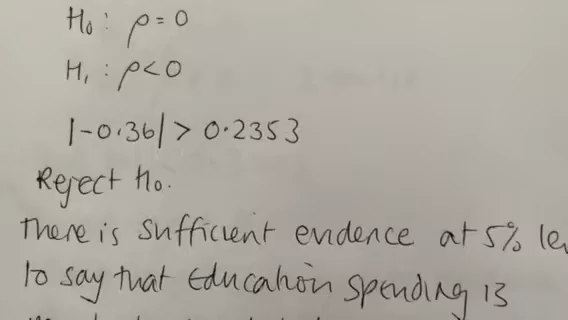 H₀ : ρ = 0
H₁ : ρ < 0
|-0.36| > 0.2353
Reject H₀.
There is sufficient evidence at 5%
to say that Education spending is